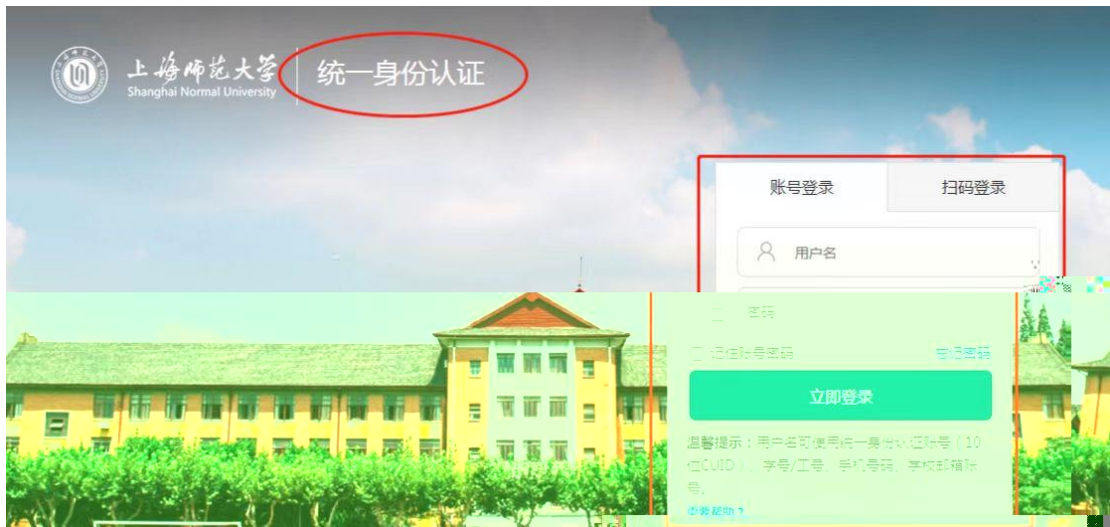 上海师范大学
Shanghai Normal University
统一身份认证
账号登录 扫码登录
用户名
密码
记住账号密码 忘记密码
立即登录
温馨提示：用户名可使用统一身份认证账号（10
位CUID）、学号/工号、手机号码、学校邮箱账
号。
需要帮助？